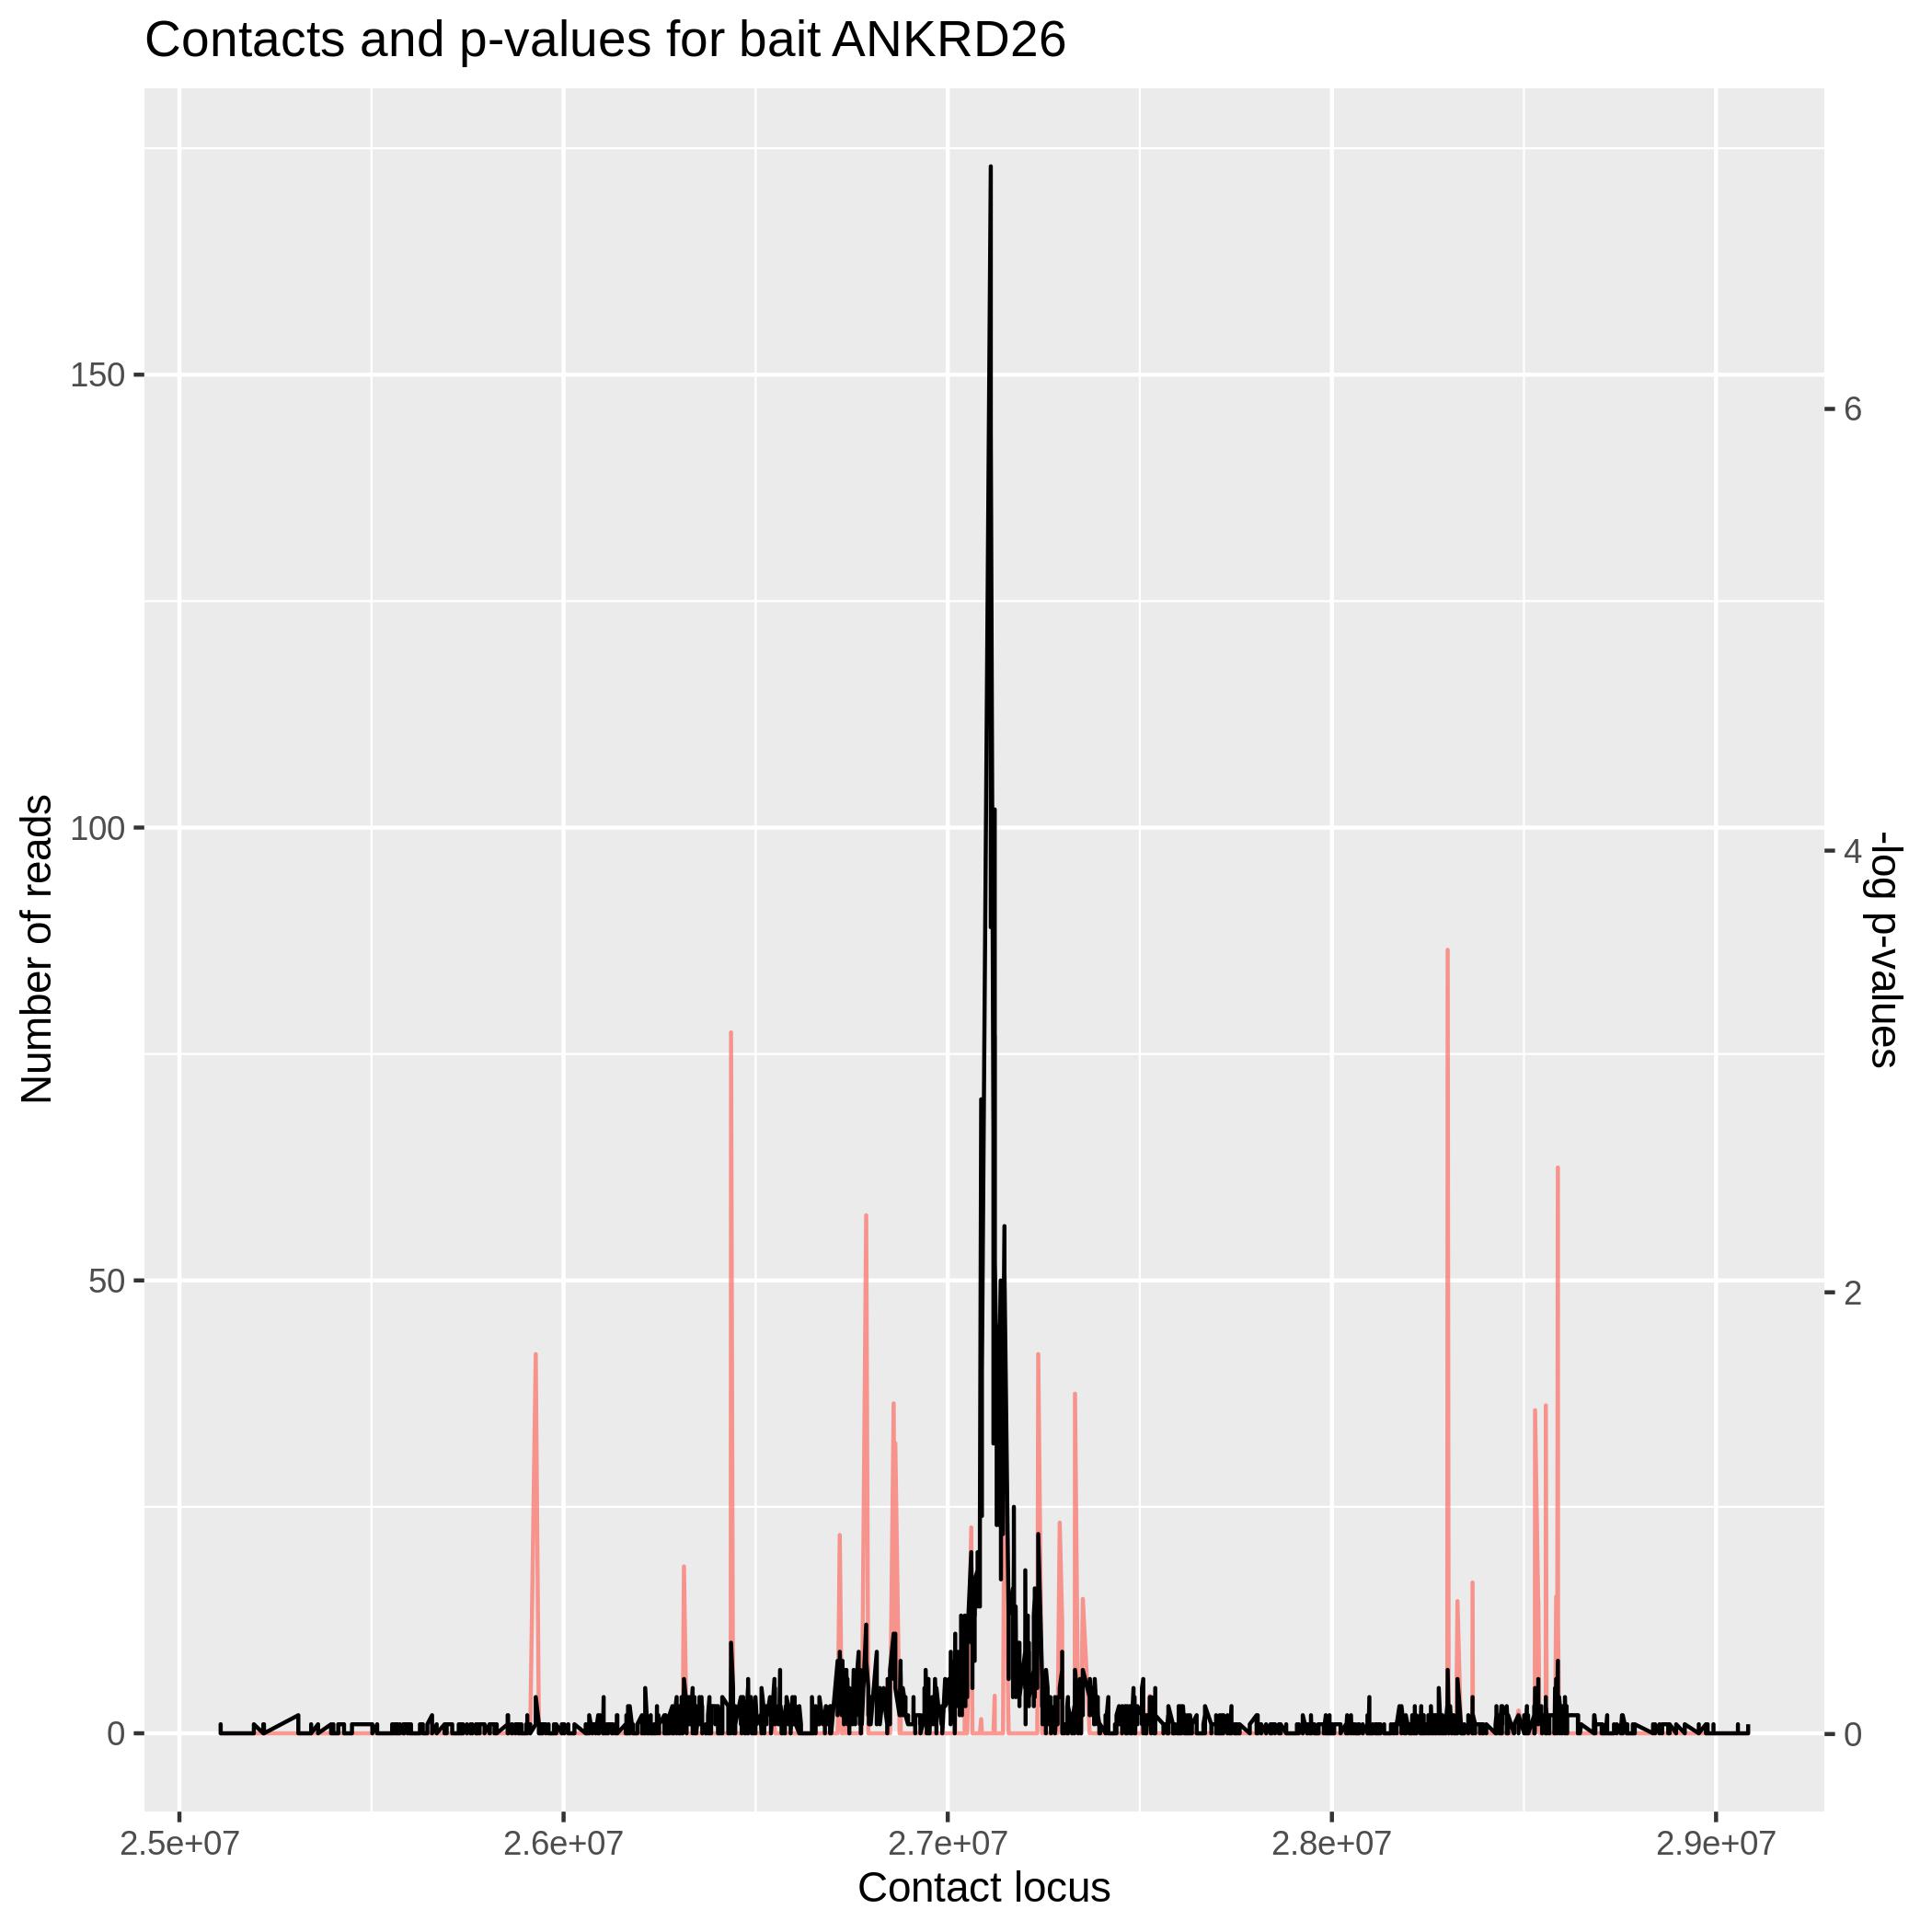 Contacts and p-values for bait ANKRD26
Number of reads
150
100
50
0
6
4
2
0
-log p-values
2.5e+07 2.6e+07 2.7e+07 2.8e+07 2.9e+07
Contact locus